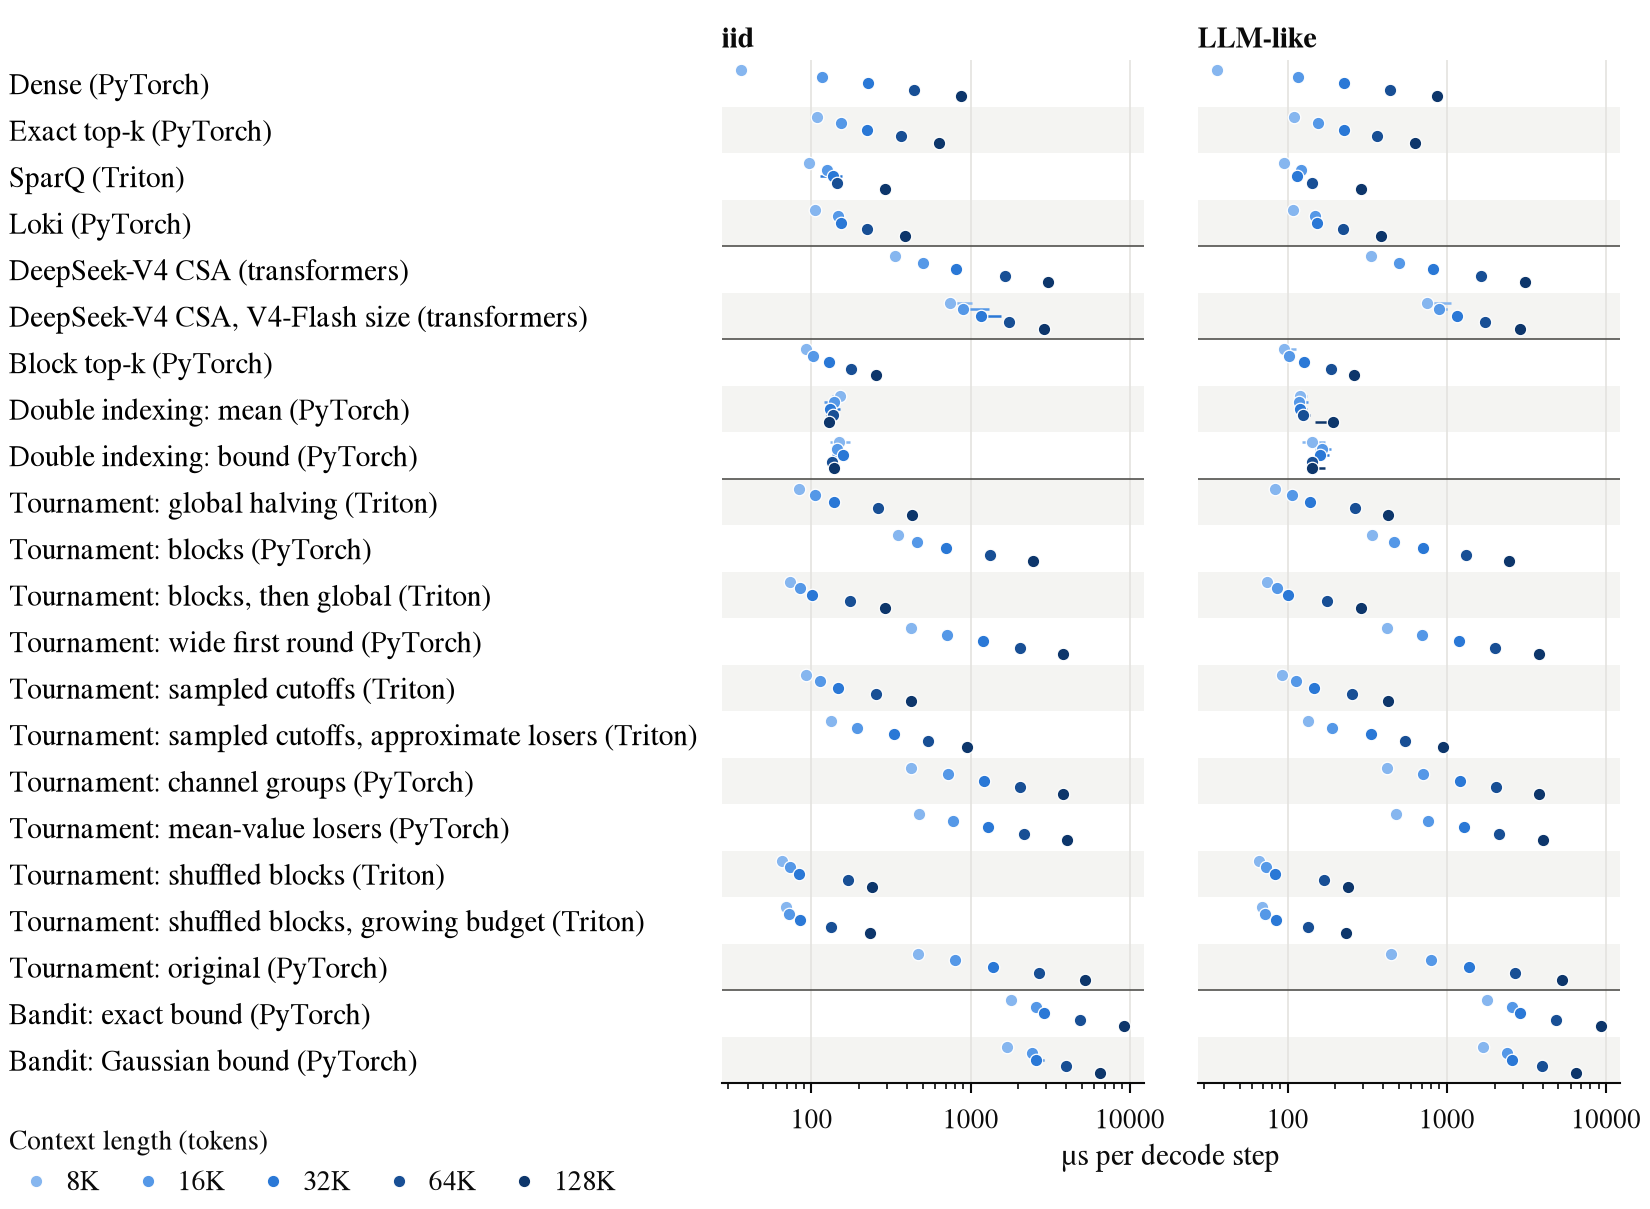 iid
LLM-like
Dense (PyTorch)
Exact top-k (PyTorch)
SparQ (Triton)
Loki (PyTorch)
DeepSeek-V4 CSA (transformers)
DeepSeek-V4 CSA, V4-Flash size (transformers)
Block top-k (PyTorch)
Double indexing: mean (PyTorch)
Double indexing: bound (PyTorch)
Tournament: global halving (Triton)
Tournament: blocks (PyTorch)
Tournament: blocks, then global (Triton)
Tournament: wide first round (PyTorch)
Tournament: sampled cutoffs (Triton)
Tournament: sampled cutoffs, approximate losers (Triton)
Tournament: channel groups (PyTorch)
Tournament: mean-value losers (PyTorch)
Tournament: shuffled blocks (Triton)
Tournament: shuffled blocks, growing budget (Triton)
Tournament: original (PyTorch)
Bandit: exact bound (PyTorch)
Bandit: Gaussian bound (PyTorch)
100 1000 10000 100 1000 10000
µs per decode step
Context length (tokens)
8K 16K 32K 64K 128K